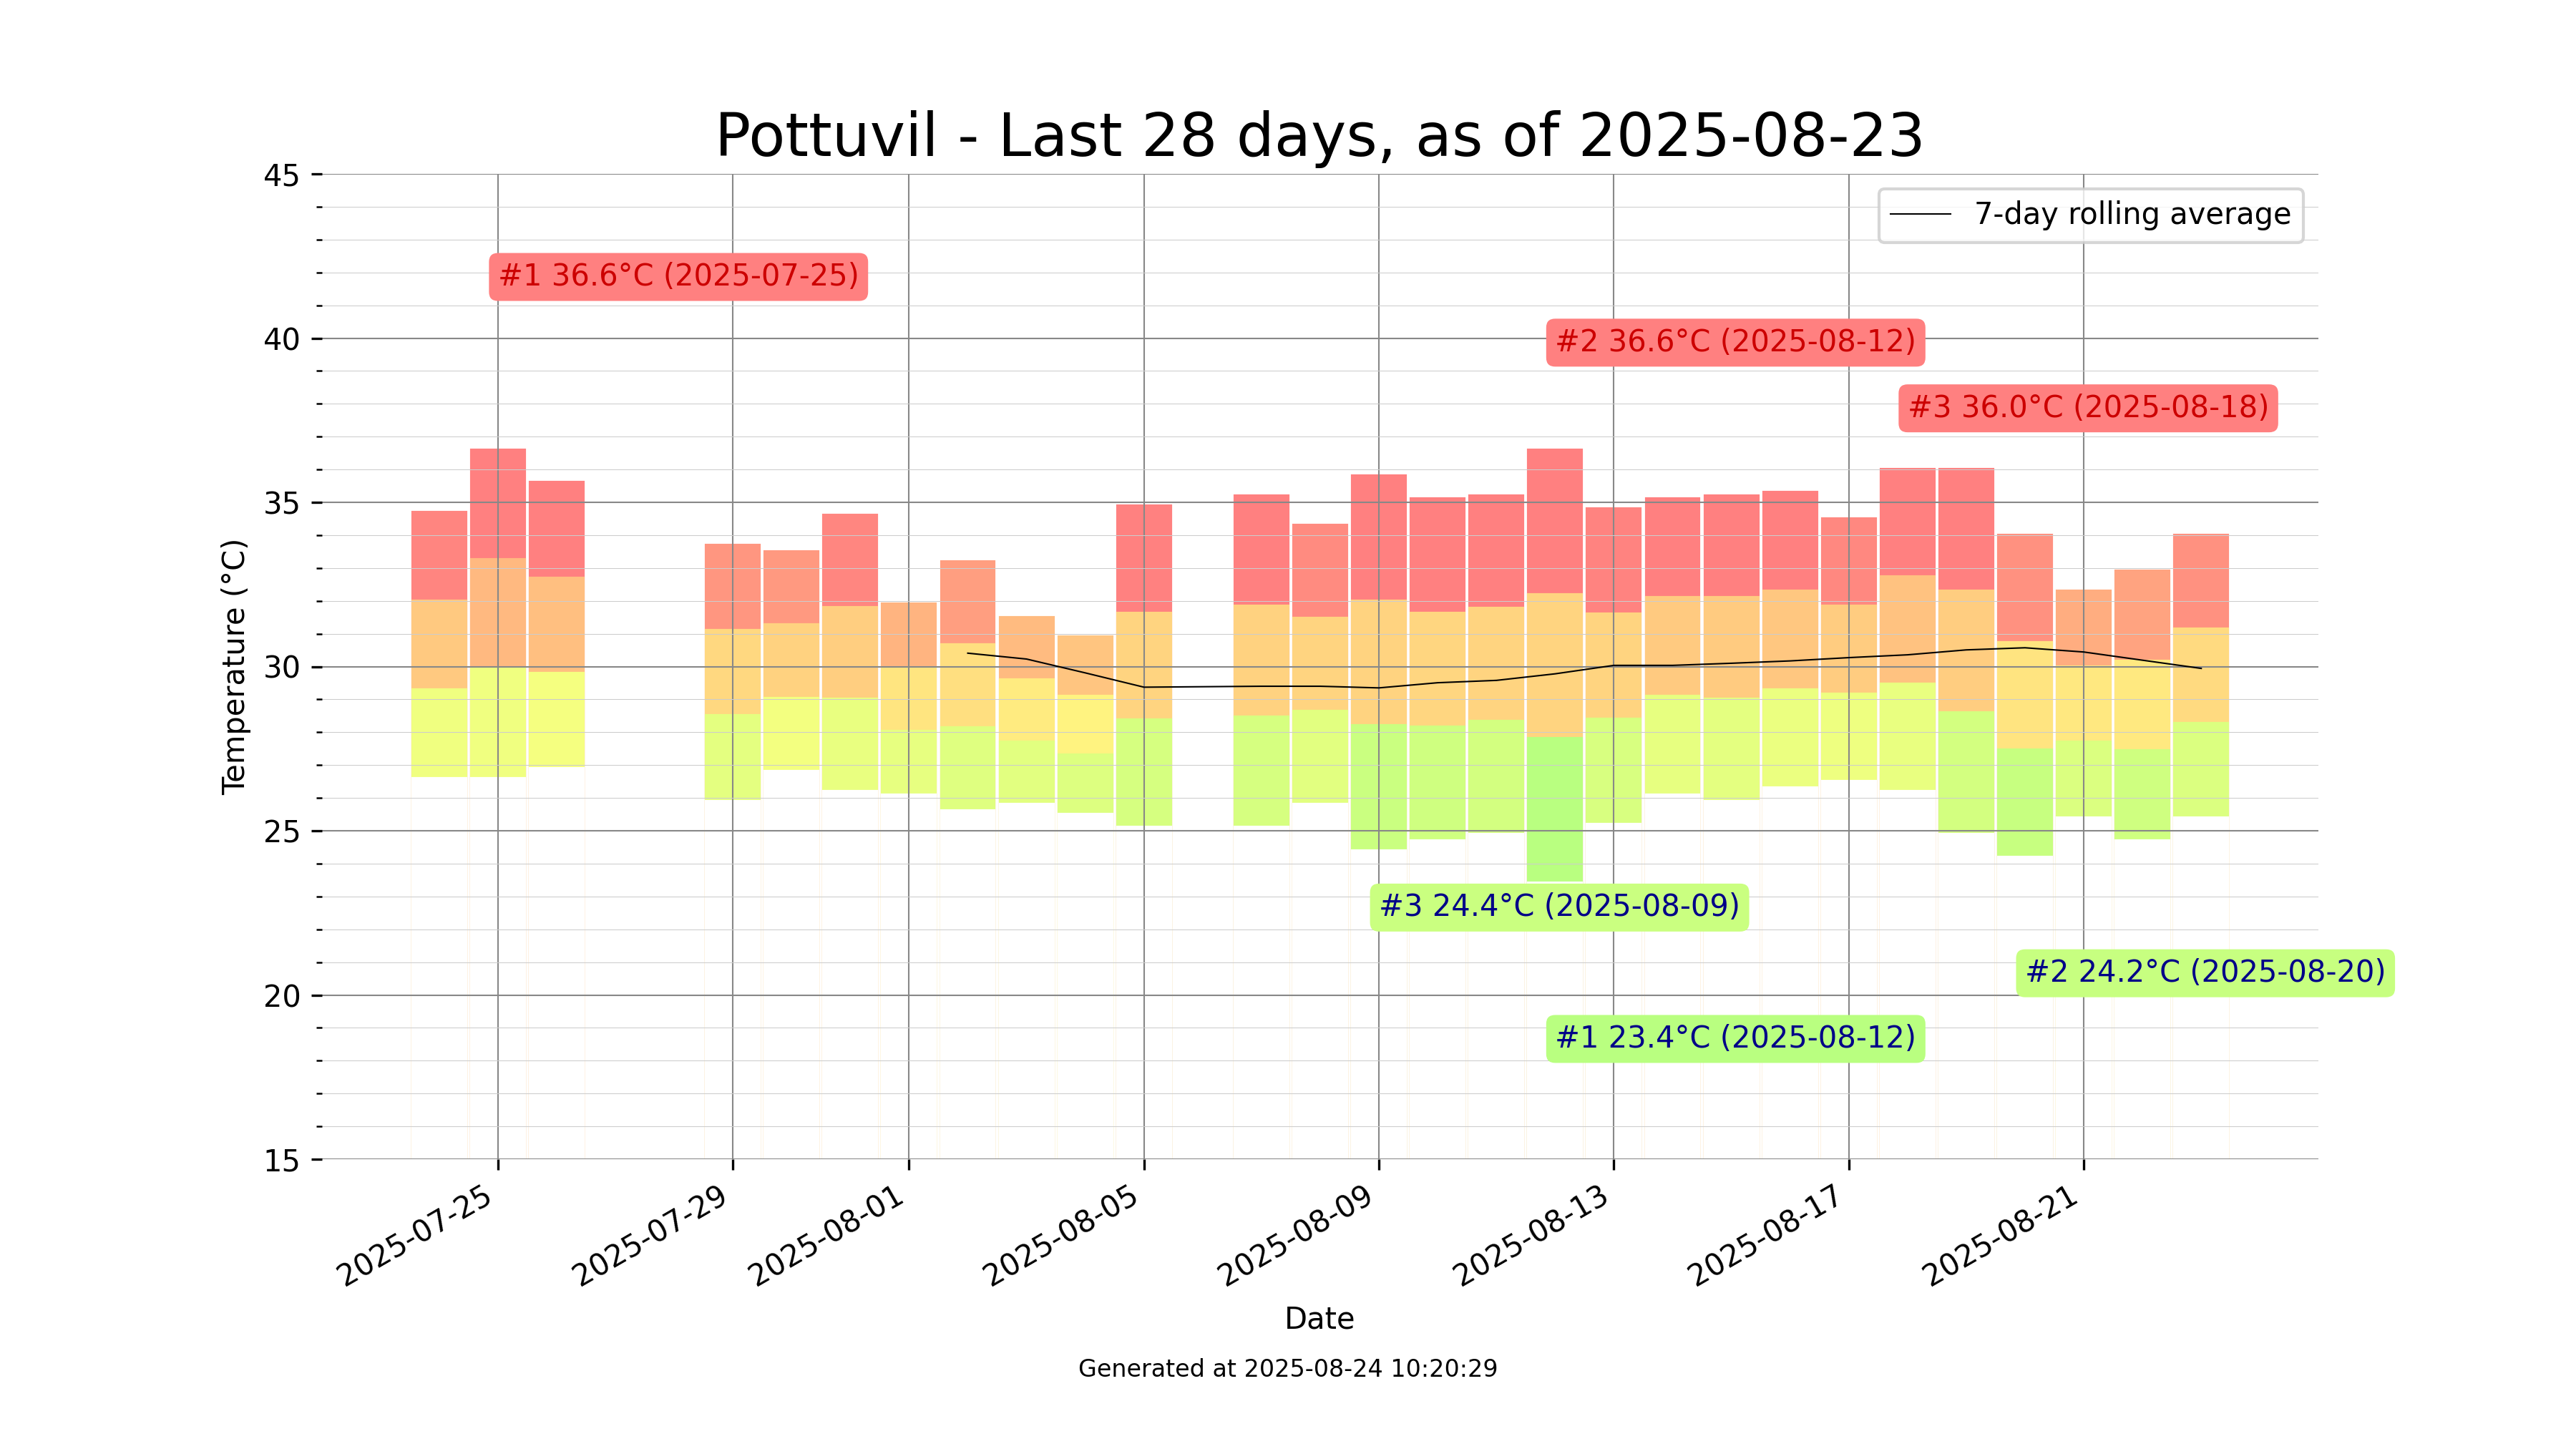 Pottuvil - Last 28 days, as of 2025-08-23
45
7-day rolling average
#1 36.6°C (2025-07-25)
40
#2 36.6°C (2025-08-12)
#3 36.0°C (2025-08-18)
35
Temperature (°C)
30
25
#3 24.4°C (2025-08-09)
#2 24.2°C (2025-08-20)
20
#1 23.4°C (2025-08-12)
15
2025-07-25
2025-07-29
2025-08-01
2025-08-05
2025-08-09
2025-08-13
2025-08-17
2025-08-21
Date
Generated at 2025-08-24 10:20:29